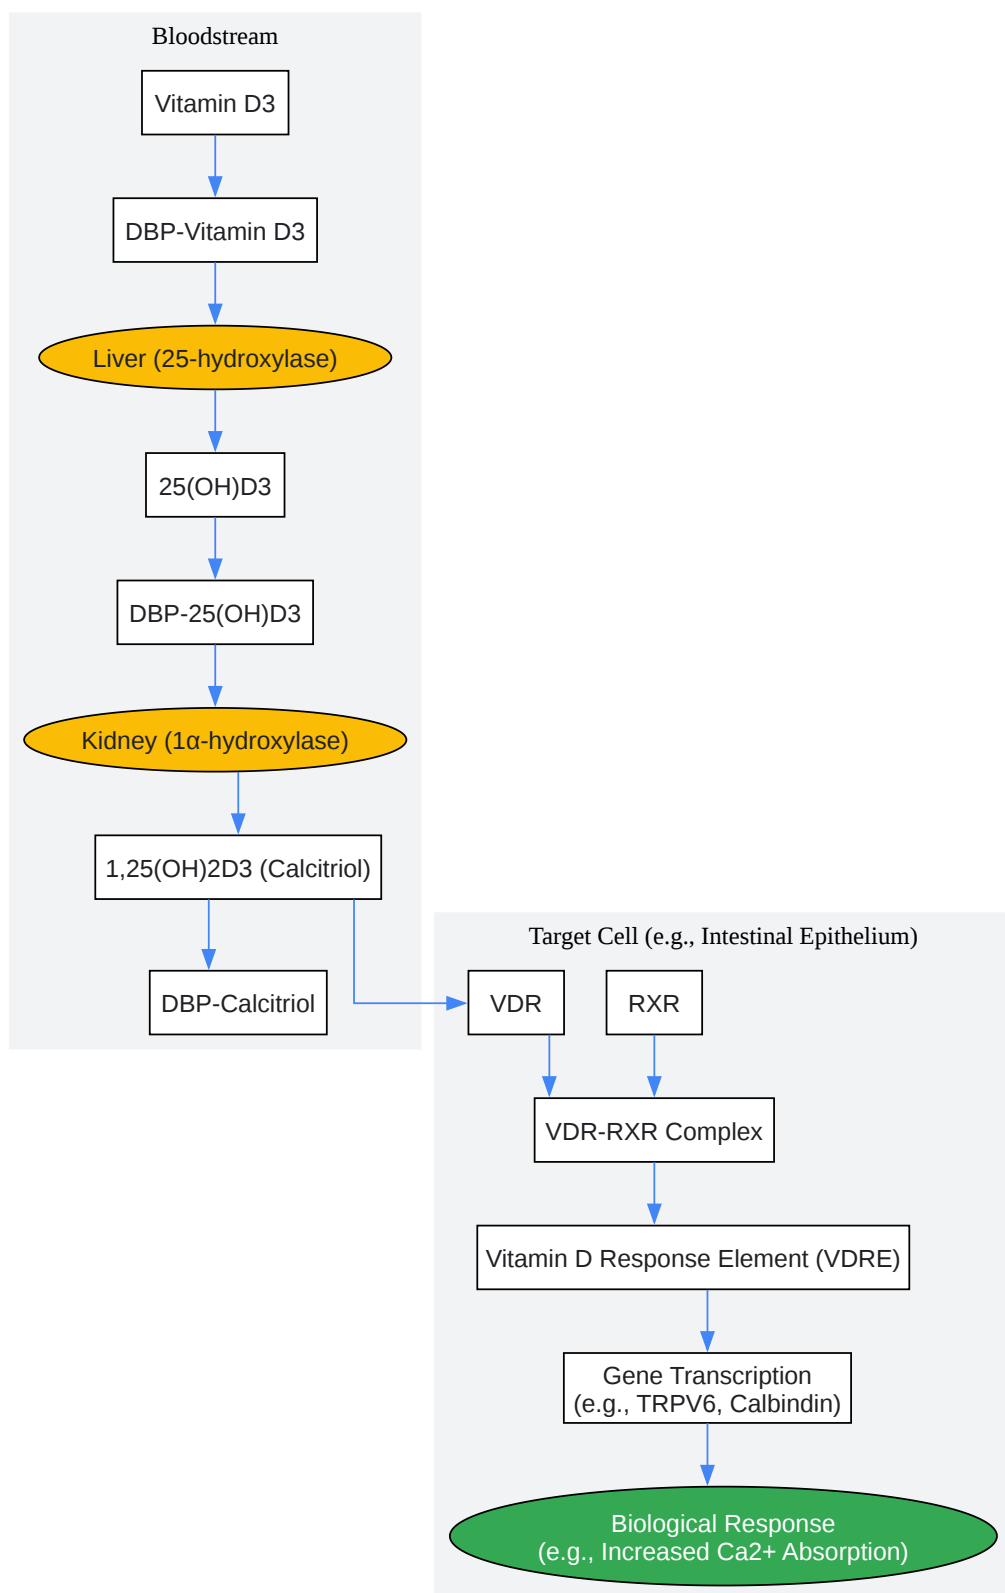 Bloodstream
Vitamin D3
DBP-Vitamin D3
Liver (25-hydroxylase)
25(OH)D3
DBP-25(OH)D3
Kidney (1α-hydroxylase)
1,25(OH)2D3 (Calcitriol)
DBP-Calcitriol
Target Cell (e.g., Intestinal Epithelium)
VDR
RXR
VDR-RXR Complex
Vitamin D Response Element (VDRE)
Gene Transcription
(e.g., TRPV6, Calbindin)
Biological Response
(e.g., Increased Ca2+ Absorption)